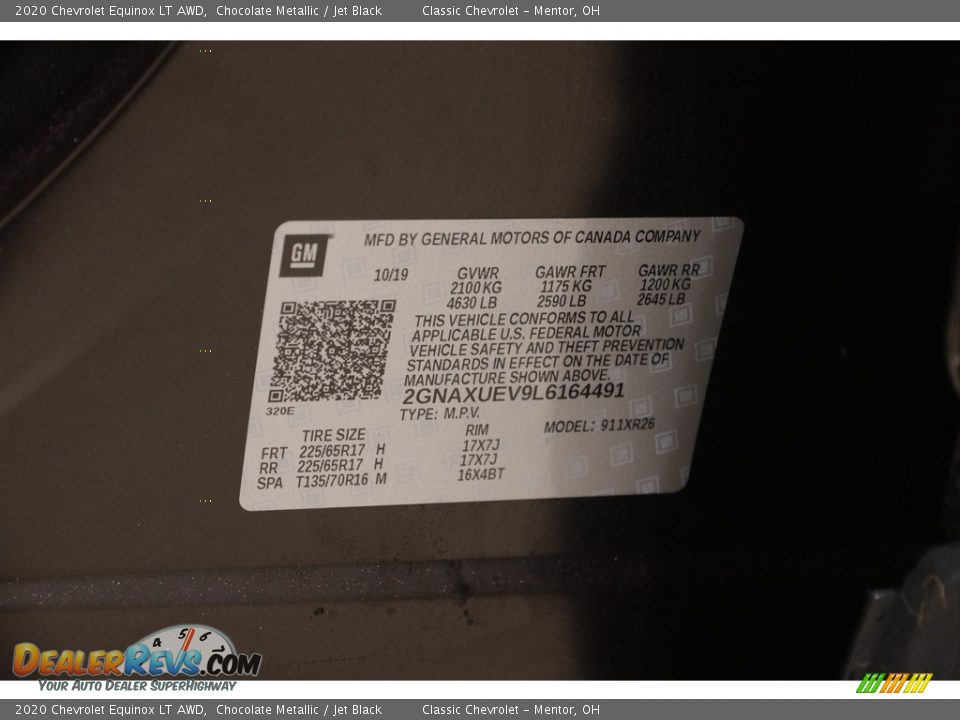 2020 Chevrolet Equinox LT AWD, Chocolate Metallic / Jet Black Classic Chevrolet - Mentor, OH
GM MFD BY GENERAL MOTORS OF CANADA COMPANY
10/19 GVWR GAWR FRT GAWR RR
2100 KG 1175 KG 1200 KG
4630 LB 2590 LB 2645 LB
THIS VEHICLE CONFORMS TO ALL
APPLICABLE U.S. FEDERAL MOTOR
VEHICLE SAFETY AND THEFT PREVENTION
STANDARDS IN EFFECT ON THE DATE OF
MANUFACTURE SHOWN ABOVE.
2GNAXUEV9L6164491
320E
TYPE: M.P.V.
TIRE SIZE RIM MODEL: 911XR26
FRT 225/65R17 H 17X7J
RR 225/65R17 H 17X7J
SPA T135/70R16 M 16X4BT
4 5 6
DEALERREVS.COM
YOUR AUTO DEALER SUPERHIGHWAY
2020 Chevrolet Equinox LT AWD, Chocolate Metallic / Jet Black Classic Chevrolet - Mentor, OH